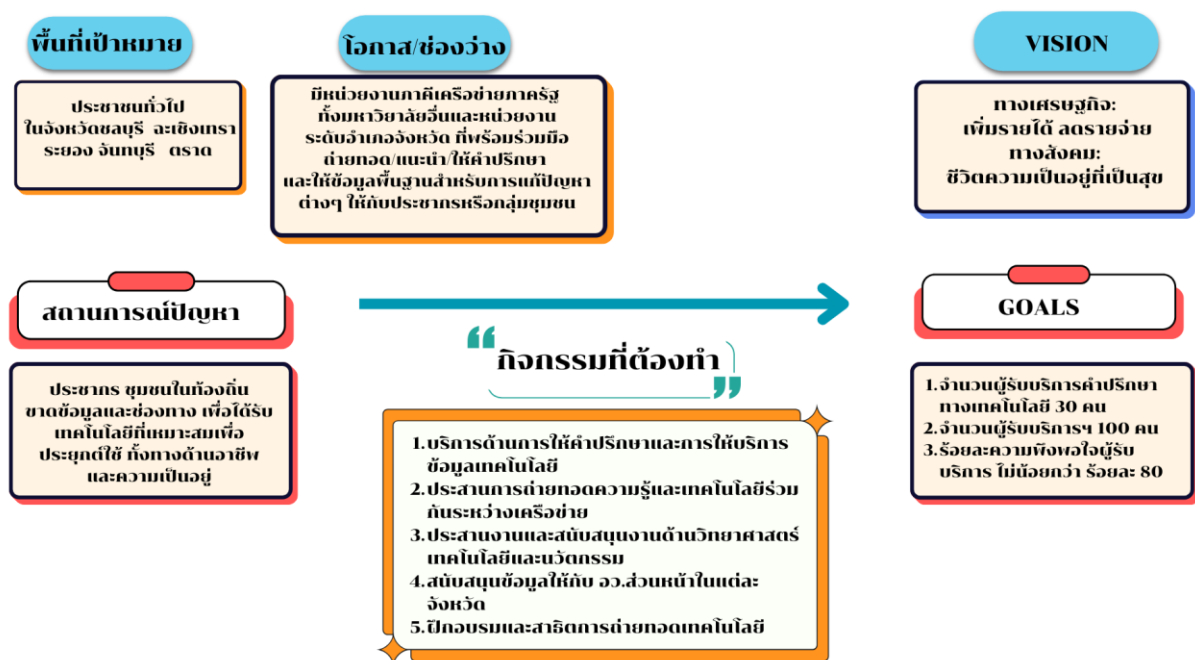 พื้นที่เป้าหมาย
ประชาชนทั่วไป
ในจังหวัดชลบุรี ฉะเชิงเทรา
ระยอง จันทบุรี ตราด
โอกาส/ช่องว่าง
มีหน่วยงานภาคีเครือข่ายภาครัฐ
ทั้งมหาวิยาลัยอื่นและหน่วยงาน
ระดับอำเภอจังหวัด ที่พร้อมร่วมมือ
ถ่ายทอด/แนะนำ/ให้คำปรึกษา
และให้ข้อมูลพื้นฐานสำหรับการแก้ปัญหา
ต่างๆ ให้กับประชากรหรือกลุ่มชุมชน
VISION
ทางเศรษฐกิจ:
เพิ่มรายได้ ลดรายจ่าย
ทางสังคม:
ชีวิตความเป็นอยู่ที่เป็นสุข
สถานการณ์ปัญหา
ประชากร ชุมชนในท้องถิ่น
ขาดข้อมูลและช่องทาง เพื่อได้รับ
เทคโนโลยีที่เหมาะสมเพื่อ
ประยุกต์ใช้ ทั้งทางด้านอาชีพ
และความเป็นอยู่
กิจกรรมที่ต้องทำ
1.บริการด้านการให้คำปรึกษาและการให้บริการ
ข้อมูลเทคโนโลยี
2.ประสานการถ่ายทอดความรู้และเทคโนโลยีร่วม
กันระหว่างเครือข่าย
3.ประสานงานและสนับสนุนงานด้านวิทยาศาสตร์
เทคโนโลยีและนวัตกรรม
4.สนับสนุนข้อมูลให้กับ อว.ส่วนหน้าในแต่ละ
จังหวัด
5.ฝึกอบรมและสาธิตการถ่ายทอดเทคโนโลยี
GOALS
1.จำนวนผู้รับบริการคำปรึกษา
ทางเทคโนโลยี 30 คน
2.จำนวนผู้รับบริการฯ 100 คน
3.ร้อยละความพึงพอใจผู้รับ
บริการ ไม่น้อยกว่า ร้อยละ 80